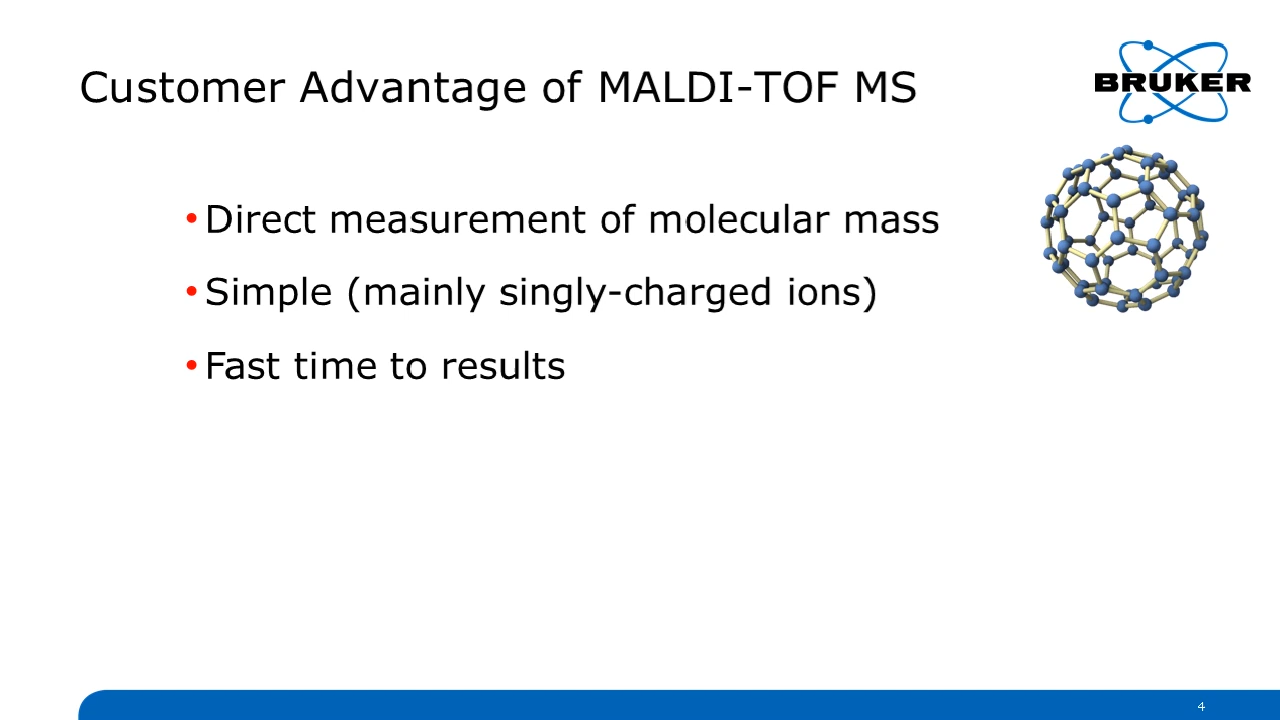 Customer Advantage of MALDI-TOF MS
BRUKER
• Direct measurement of molecular mass
• Simple (mainly singly-charged ions)
• Fast time to results
4